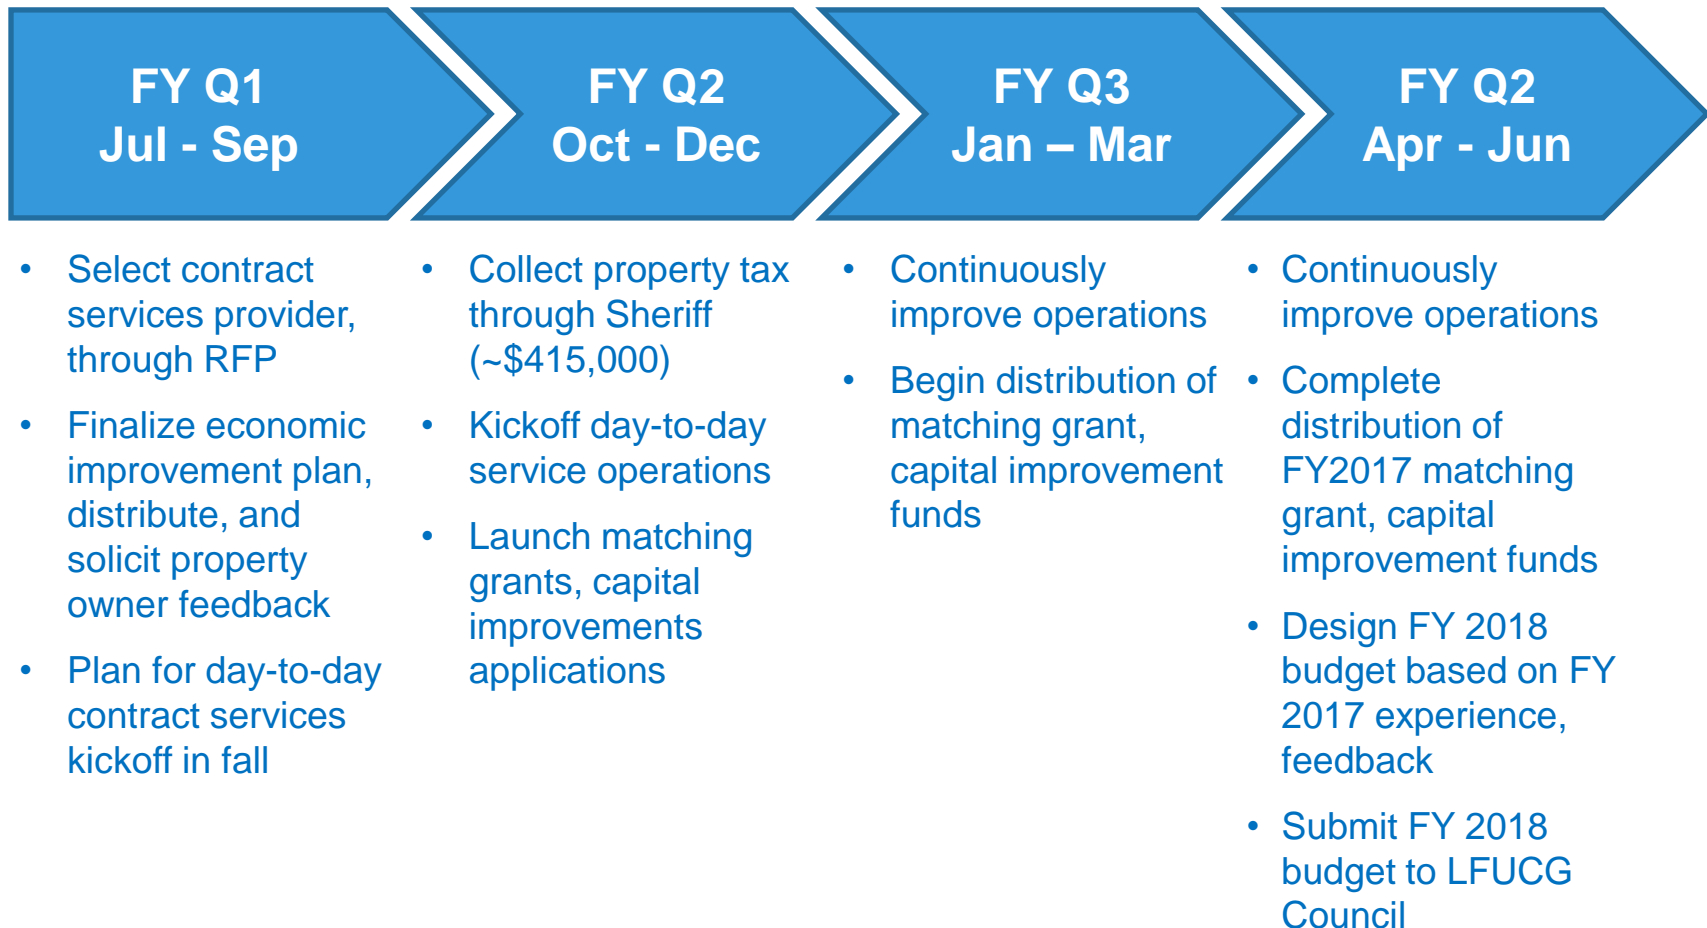 FY Q1
Jul - Sep
FY Q2
Oct - Dec
FY Q3
Jan – Mar
FY Q2
Apr - Jun
• Select contract
services provider,
through RFP
• Finalize economic
improvement plan,
distribute, and
solicit property
owner feedback
• Plan for day-to-day
contract services
kickoff in fall
• Collect property tax
through Sheriff
(~$415,000)
• Kickoff day-to-day
service operations
• Launch matching
grants, capital
improvements
applications
• Continuously
improve operations
• Begin distribution of
matching grant,
capital improvement
funds
• Continuously
improve operations
• Complete
distribution of
FY2017 matching
grant, capital
improvement funds
• Design FY 2018
budget based on FY
2017 experience,
feedback
• Submit FY 2018
budget to LFUCG
Council